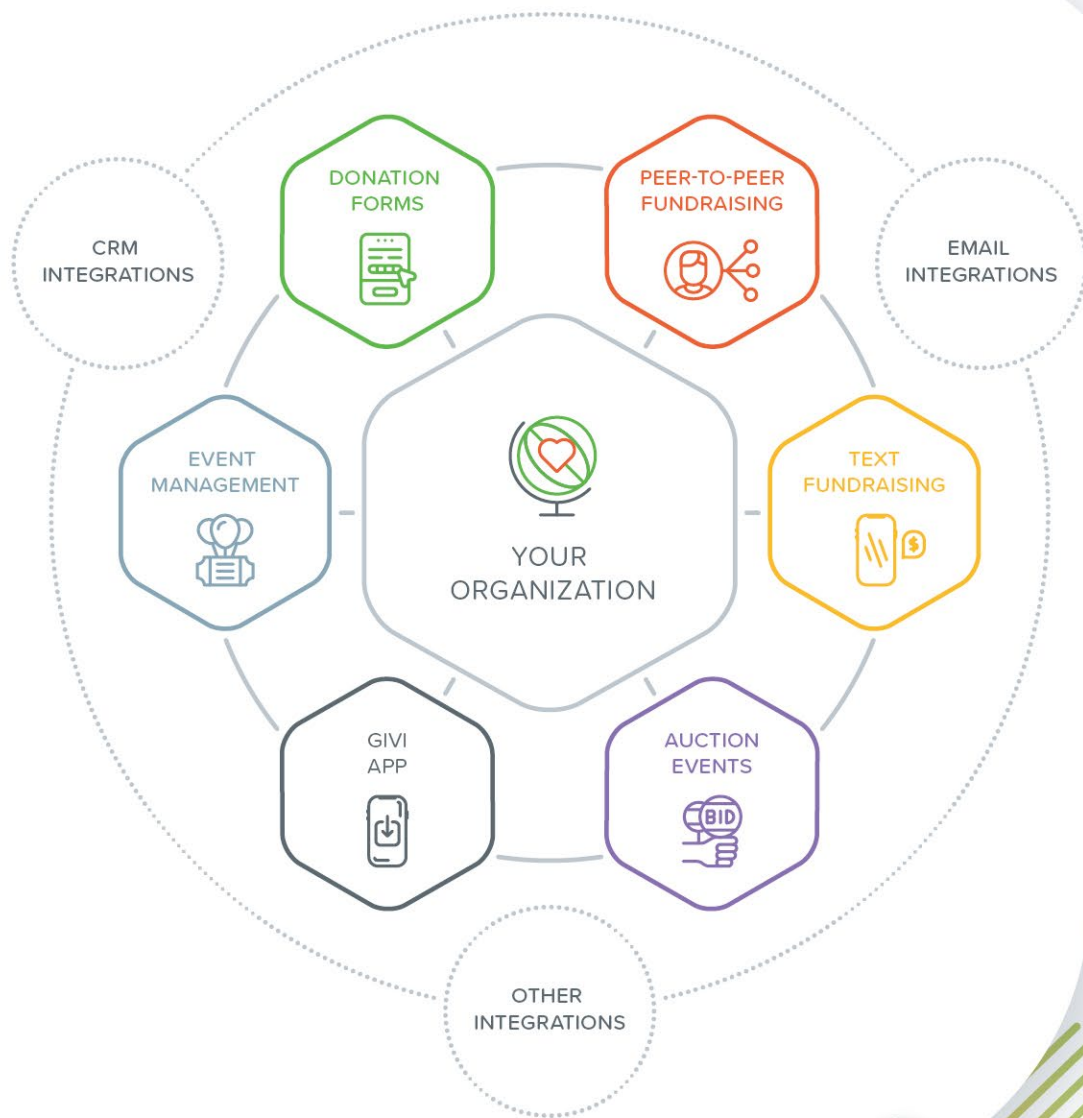 DONATION
FORMS
PEER-TO-PEER
FUNDRAISING
CRM
INTEGRATIONS
EMAIL
INTEGRATIONS
EVENT
MANAGEMENT
TEXT
FUNDRAISING
$
YOUR
ORGANIZATION
GIVI
APP
AUCTION
EVENTS
BID
OTHER
INTEGRATIONS